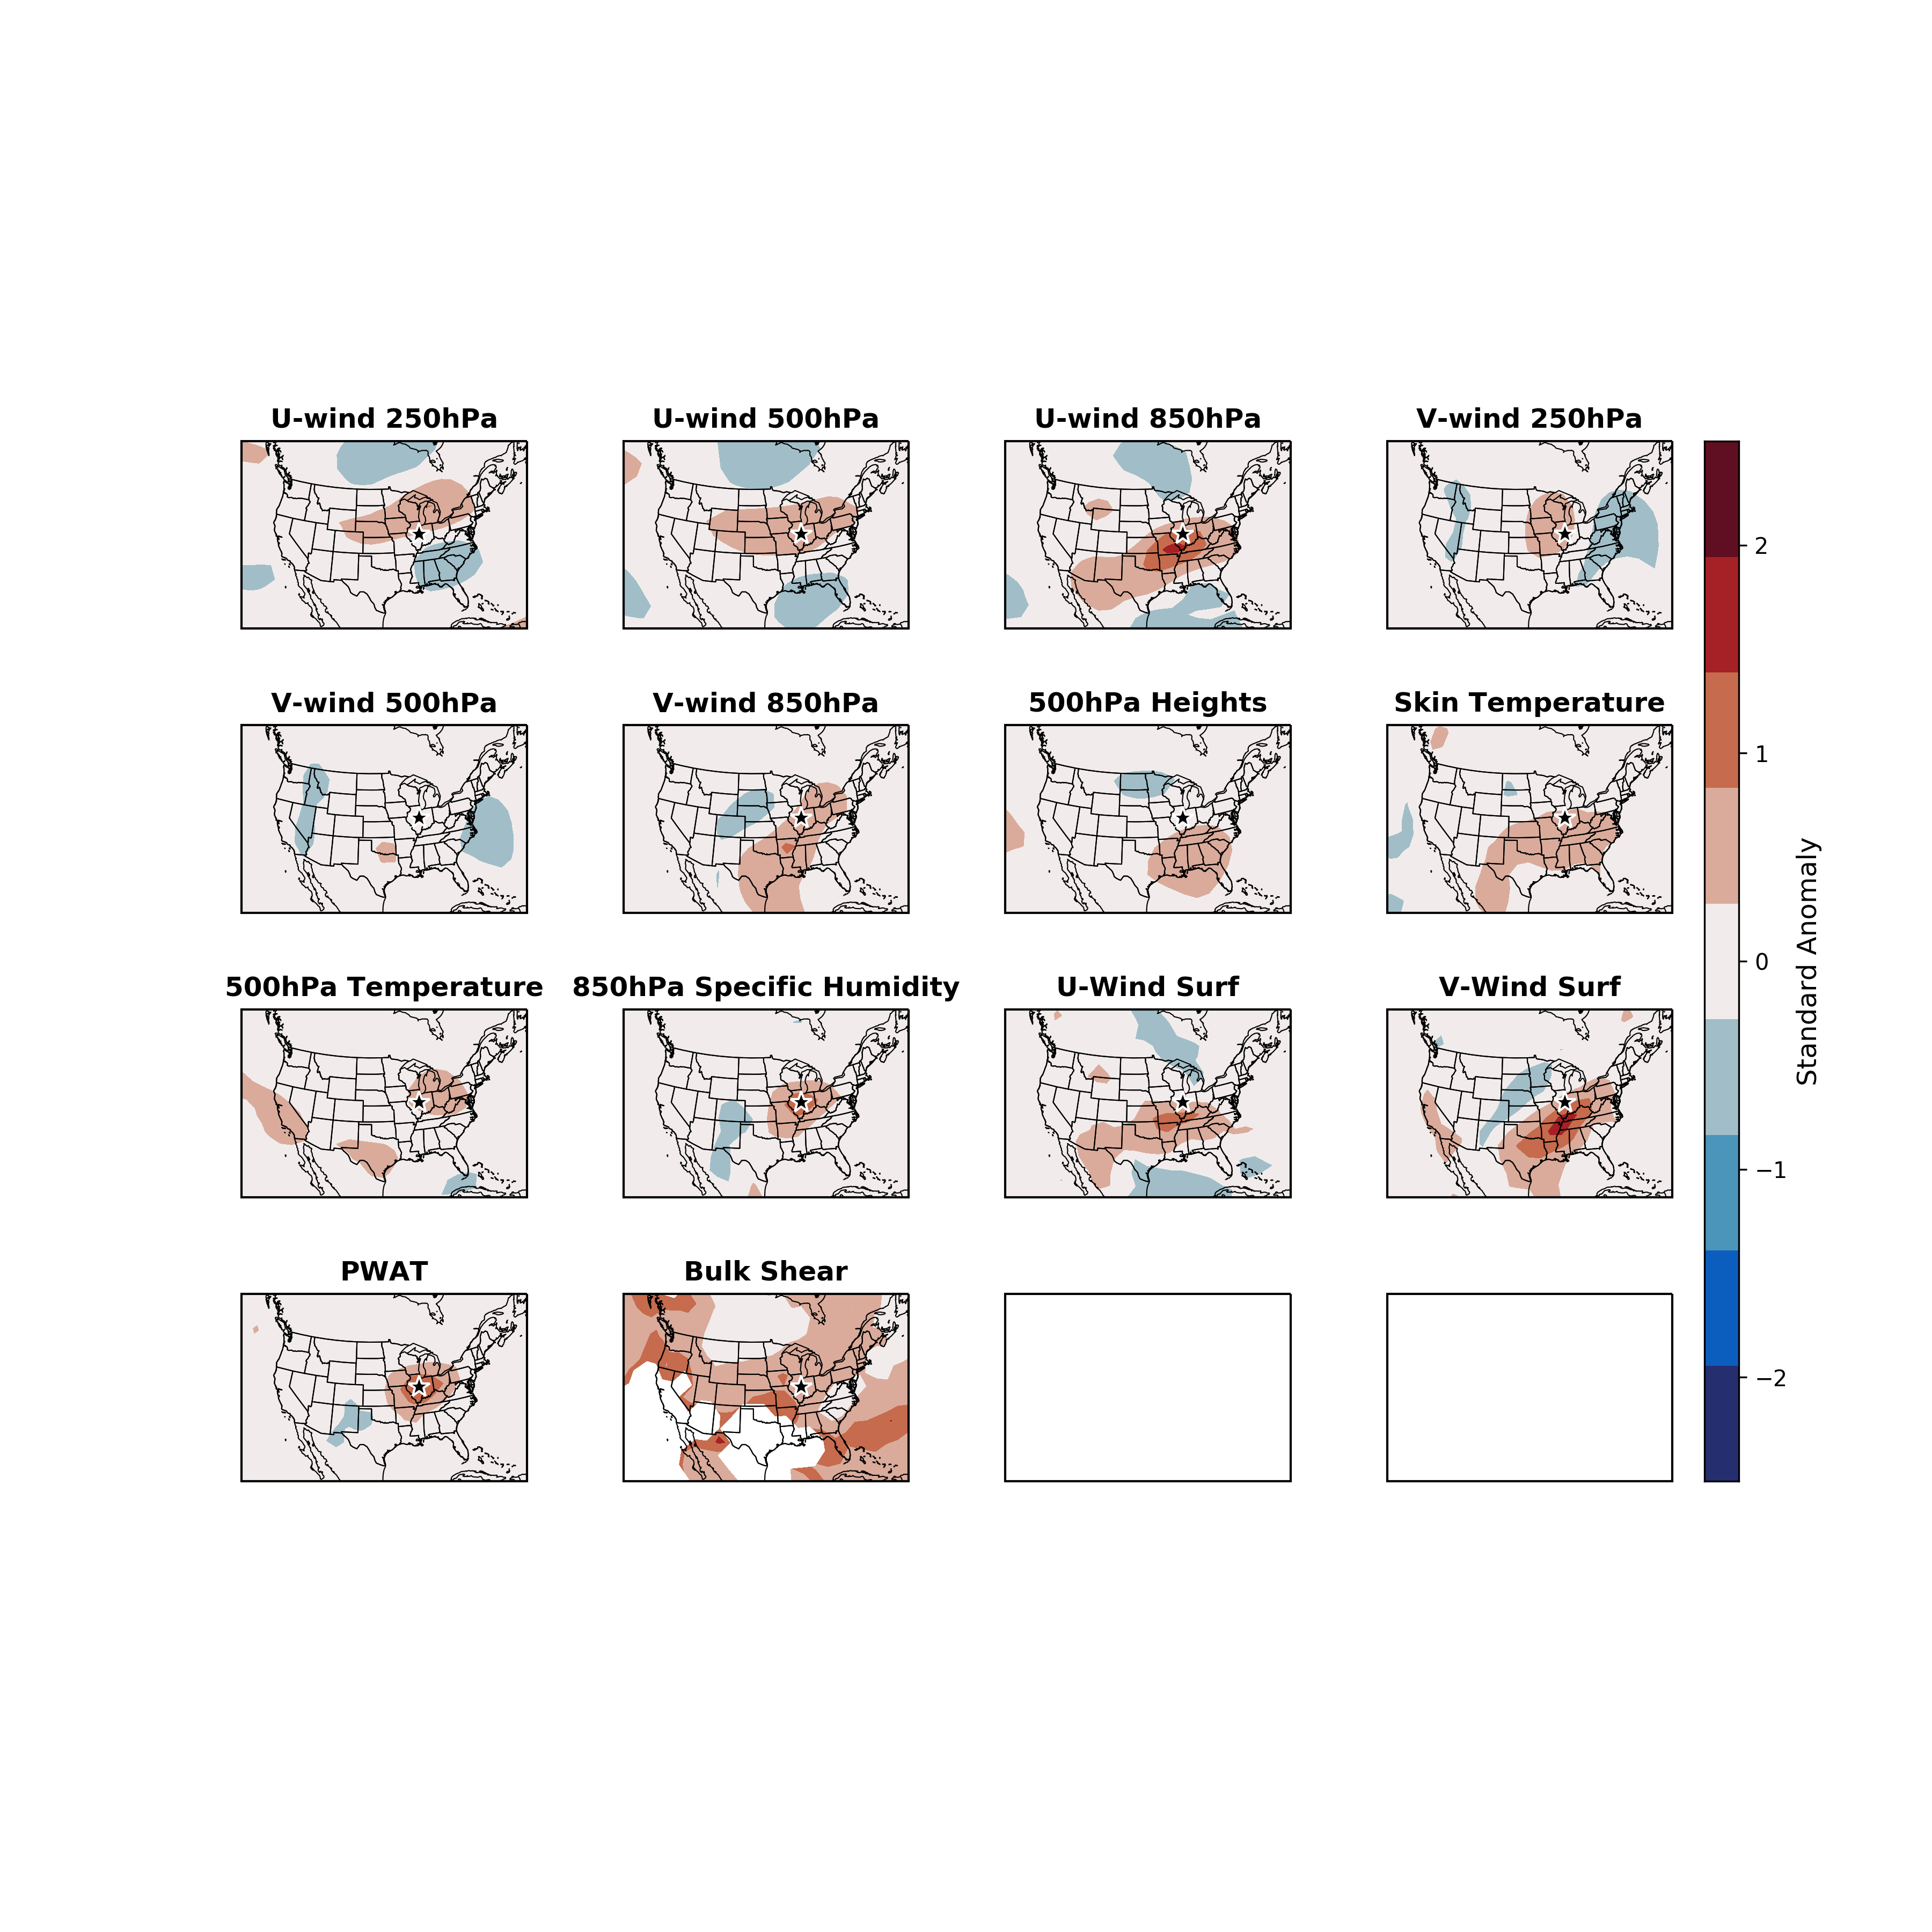 U-wind 250hPa
U-wind 500hPa
U-wind 850hPa
V-wind 250hPa
V-wind 500hPa
V-wind 850hPa
500hPa Heights
Skin Temperature
500hPa Temperature
850hPa Specific Humidity
U-Wind Surf
V-Wind Surf
PWAT
Bulk Shear
2
1
0
−1
−2
Standard Anomaly